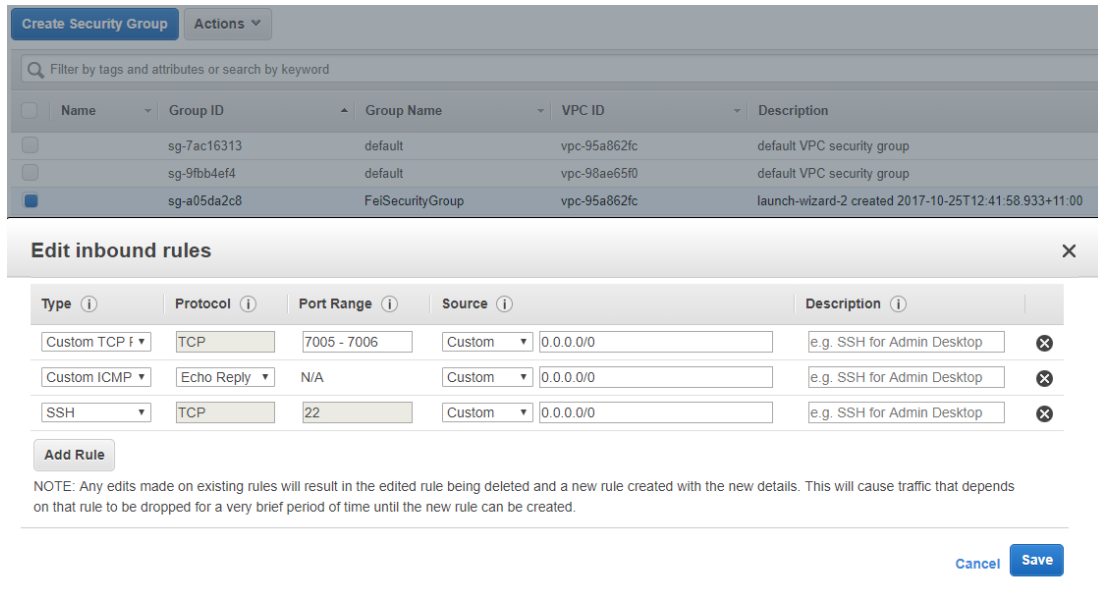 Create Security Group Actions
Filter by tags and attributes or search by keyword
Name Group ID Group Name VPC ID Description
sg-7ac16313 default vpc-95a862fc default VPC security group
sg-9fbb4ef4 default vpc-98ae65f0 default VPC security group
sg-a05da2c8 FeiSecurityGroup vpc-95a862fc launch-wizard-2 created 2017-10-25T12:41:58.933+11:00
Edit inbound rules
Type i Protocol i Port Range i Source i Description i
Custom TCP F TCP 7005 - 7006 Custom 0.0.0.0/0 e.g. SSH for Admin Desktop
Custom ICMP Echo Reply N/A Custom 0.0.0.0/0 e.g. SSH for Admin Desktop
SSH TCP 22 Custom 0.0.0.0/0 e.g. SSH for Admin Desktop
Add Rule
NOTE: Any edits made on existing rules will result in the edited rule being deleted and a new rule created with the new details. This will cause traffic that depends
on that rule to be dropped for a very brief period of time until the new rule can be created.
Cancel Save